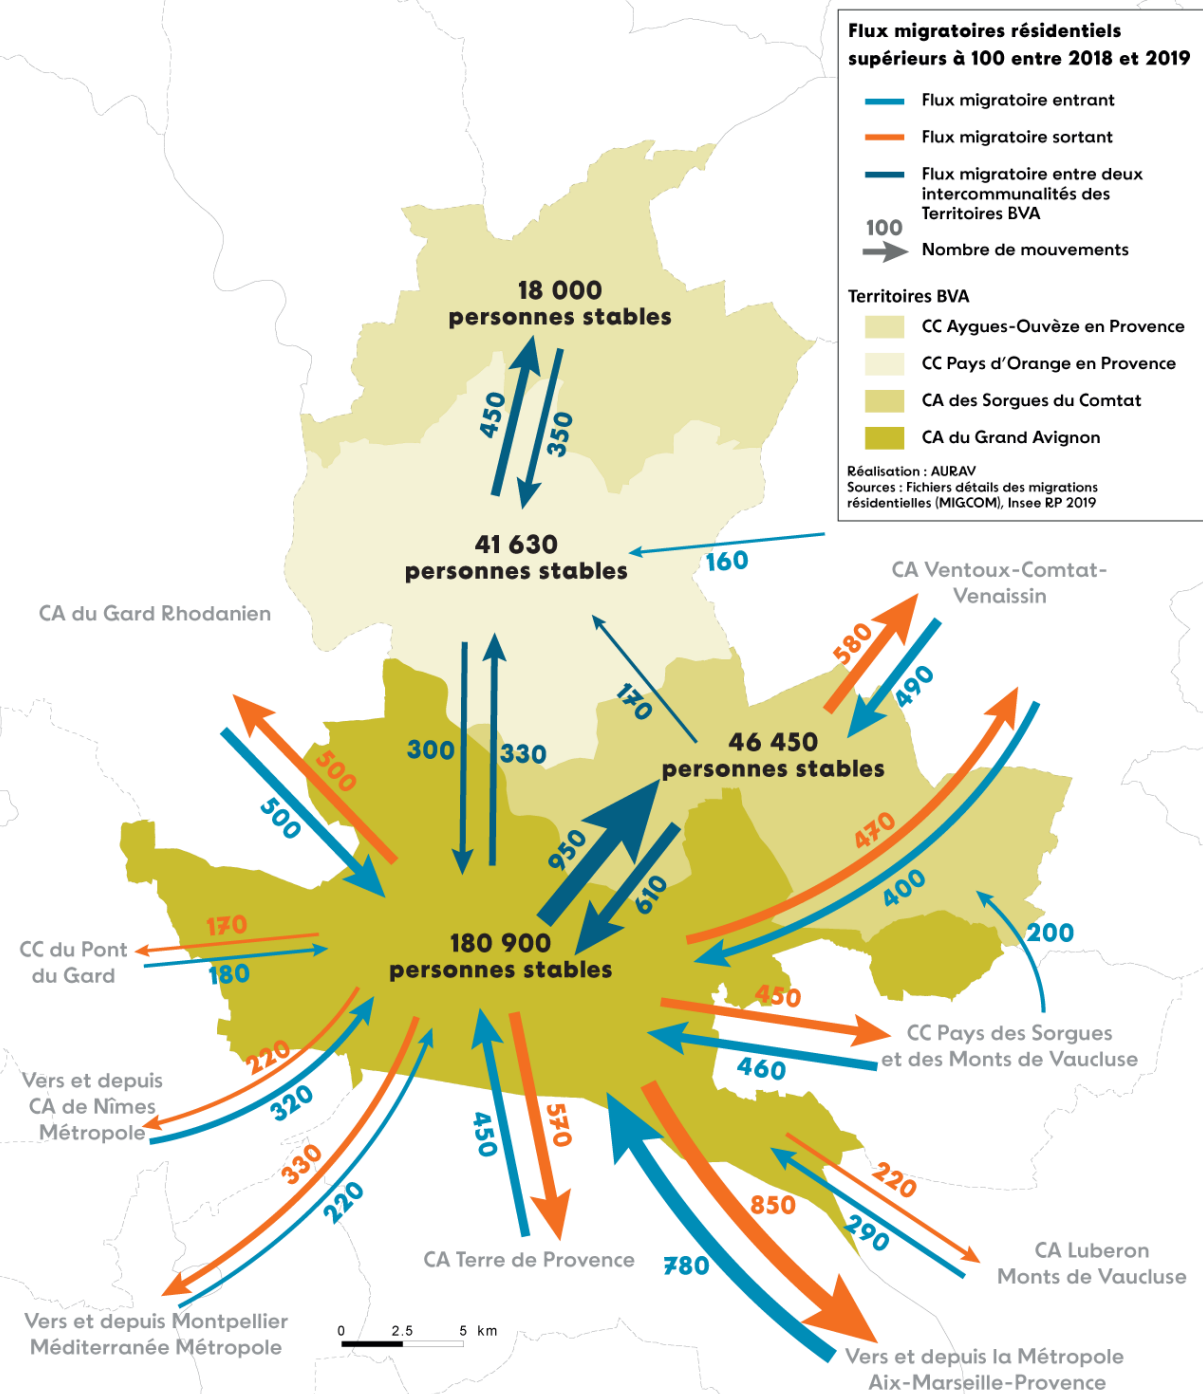 Flux migratoires résidentiels
supérieurs à 100 entre 2018 et 2019
Flux migratoire entrant
Flux migratoire sortant
Flux migratoire entre deux
intercommunalités des
Territoires BVA
100
Nombre de mouvements
Territoires BVA
CC Aygues-Ouvèze en Provence
CC Pays d'Orange en Provence
CA des Sorgues du Comtat
CA du Grand Avignon
Réalisation : AURAV
Sources : Fichiers détails des migrations
résidentielles (MIGCOM), Insee RP 2019
18 000
personnes stables
450
350
41 630
personnes stables
160
CA Ventoux-Comtat-
Venaissin
CA du Gard Rhodanien
580
490
170
300
330
46 450
personnes stables
500
500
950
610
470
400
200
170
180
CC du Pont
du Gard
180 900
personnes stables
450
460
CC Pays des Sorgues
et des Monts de Vaucluse
220
320
Vers et depuis
CA de Nîmes
Métropole
330
220
450
570
850
780
220
290
CA Terre de Provence
CA Luberon
Monts de Vaucluse
Vers et depuis Montpellier
Méditerranée Métropole
0 2.5 5 km
Vers et depuis la Métropole
Aix-Marseille-Provence